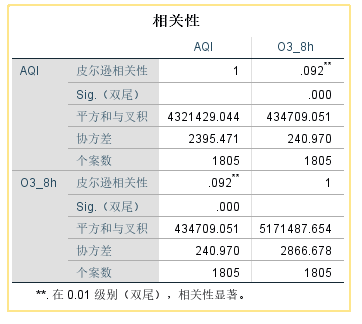 相关性
AQI O3_8h
AQI 皮尔逊相关性 1 .092**
Sig.（双尾） .000
平方和与叉积 4321429.044 434709.051
协方差 2395.471 240.970
个案数 1805 1805
O3_8h 皮尔逊相关性 .092** 1
Sig.（双尾） .000
平方和与叉积 434709.051 5171487.654
协方差 240.970 2866.678
个案数 1805 1805
**. 在 0.01 级别（双尾），相关性显著。